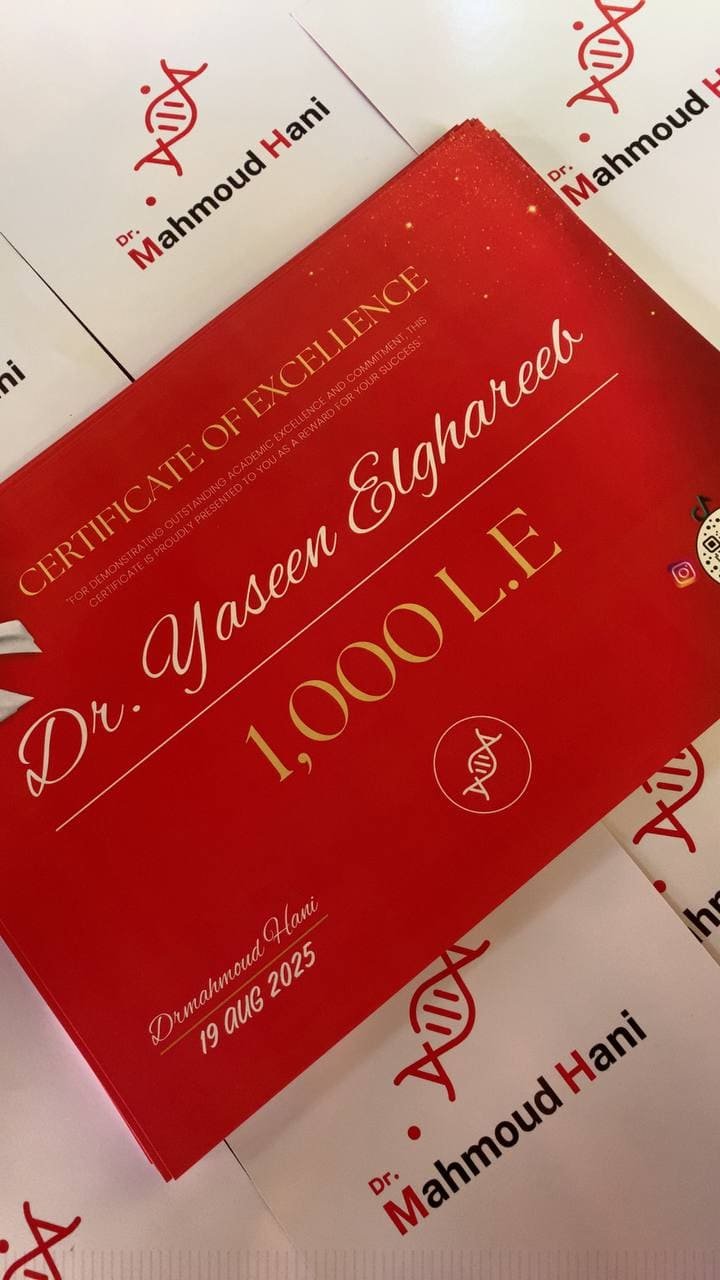 Dr.
Mahmoud Hani
Dr.
Mahmoud H
ni
CERTIFICATE OF EXCELLENCE
"FOR DEMONSTRATING OUTSTANDING ACADEMIC EXCELLENCE AND COMMITMENT, THIS
CERTIFICATE IS PROUDLY PRESENTED TO YOU AS A REWARD FOR YOUR SUCCESS."
Dr. Yaseen Elghareeb
1,000 L.E
Drmahmoud Hani
19 AUG 2025
Dr.
Mahmoud Hani